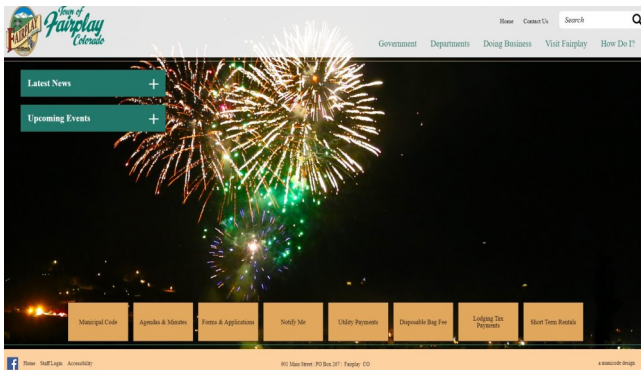 FAIRPLAY
Town of
Fairplay
Colorado
Home Contact Us Search
Government Departments Doing Business Visit Fairplay How Do I?
Latest News +
Upcoming Events +
Municipal Code
Agendas & Minutes
Forms & Applications
Notify Me
Utility Payments
Disposable Bag Fee
Lodging Tax
Payments
Short Term Rentals
f Home Staff Login Accessibility
901 Main Street | PO Box 267 | Fairplay CO
a municode design